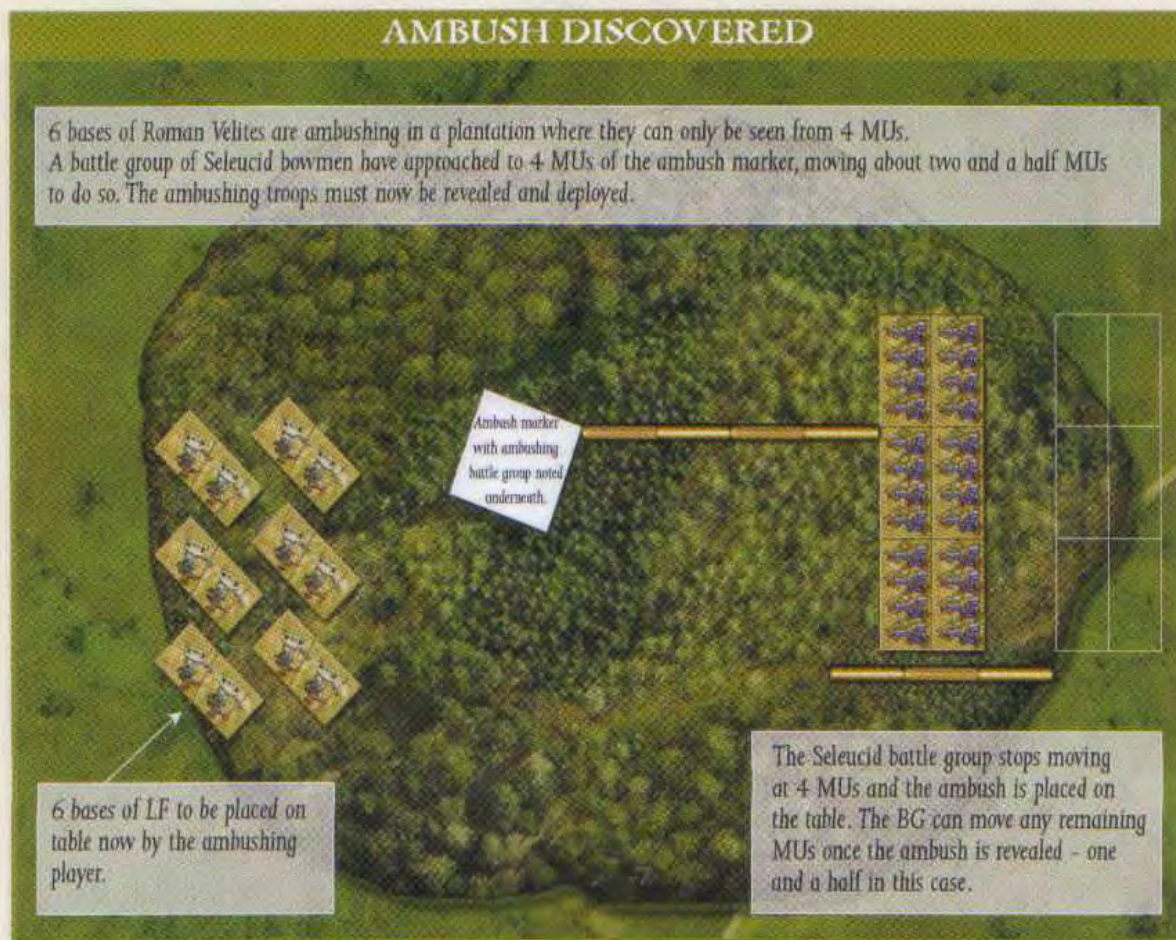 AMBUSH DISCOVERED
6 bases of Roman Velites are ambushing in a plantation where they can only be seen from 4 MUs.
A battle group of Seleucid bowmen have approached to 4 MUs of the ambush marker, moving about two and a half MUs
to do so. The ambushing troops must now be revealed and deployed.
Ambush marker
with ambushing
battle group noted
underneath.
6 bases of LF to be placed on
table now by the ambushing
player.
The Seleucid battle group stops moving
at 4 MUs and the ambush is placed on
the table. The BG can move any remaining
MUs once the ambush is revealed – one
and a half in this case.